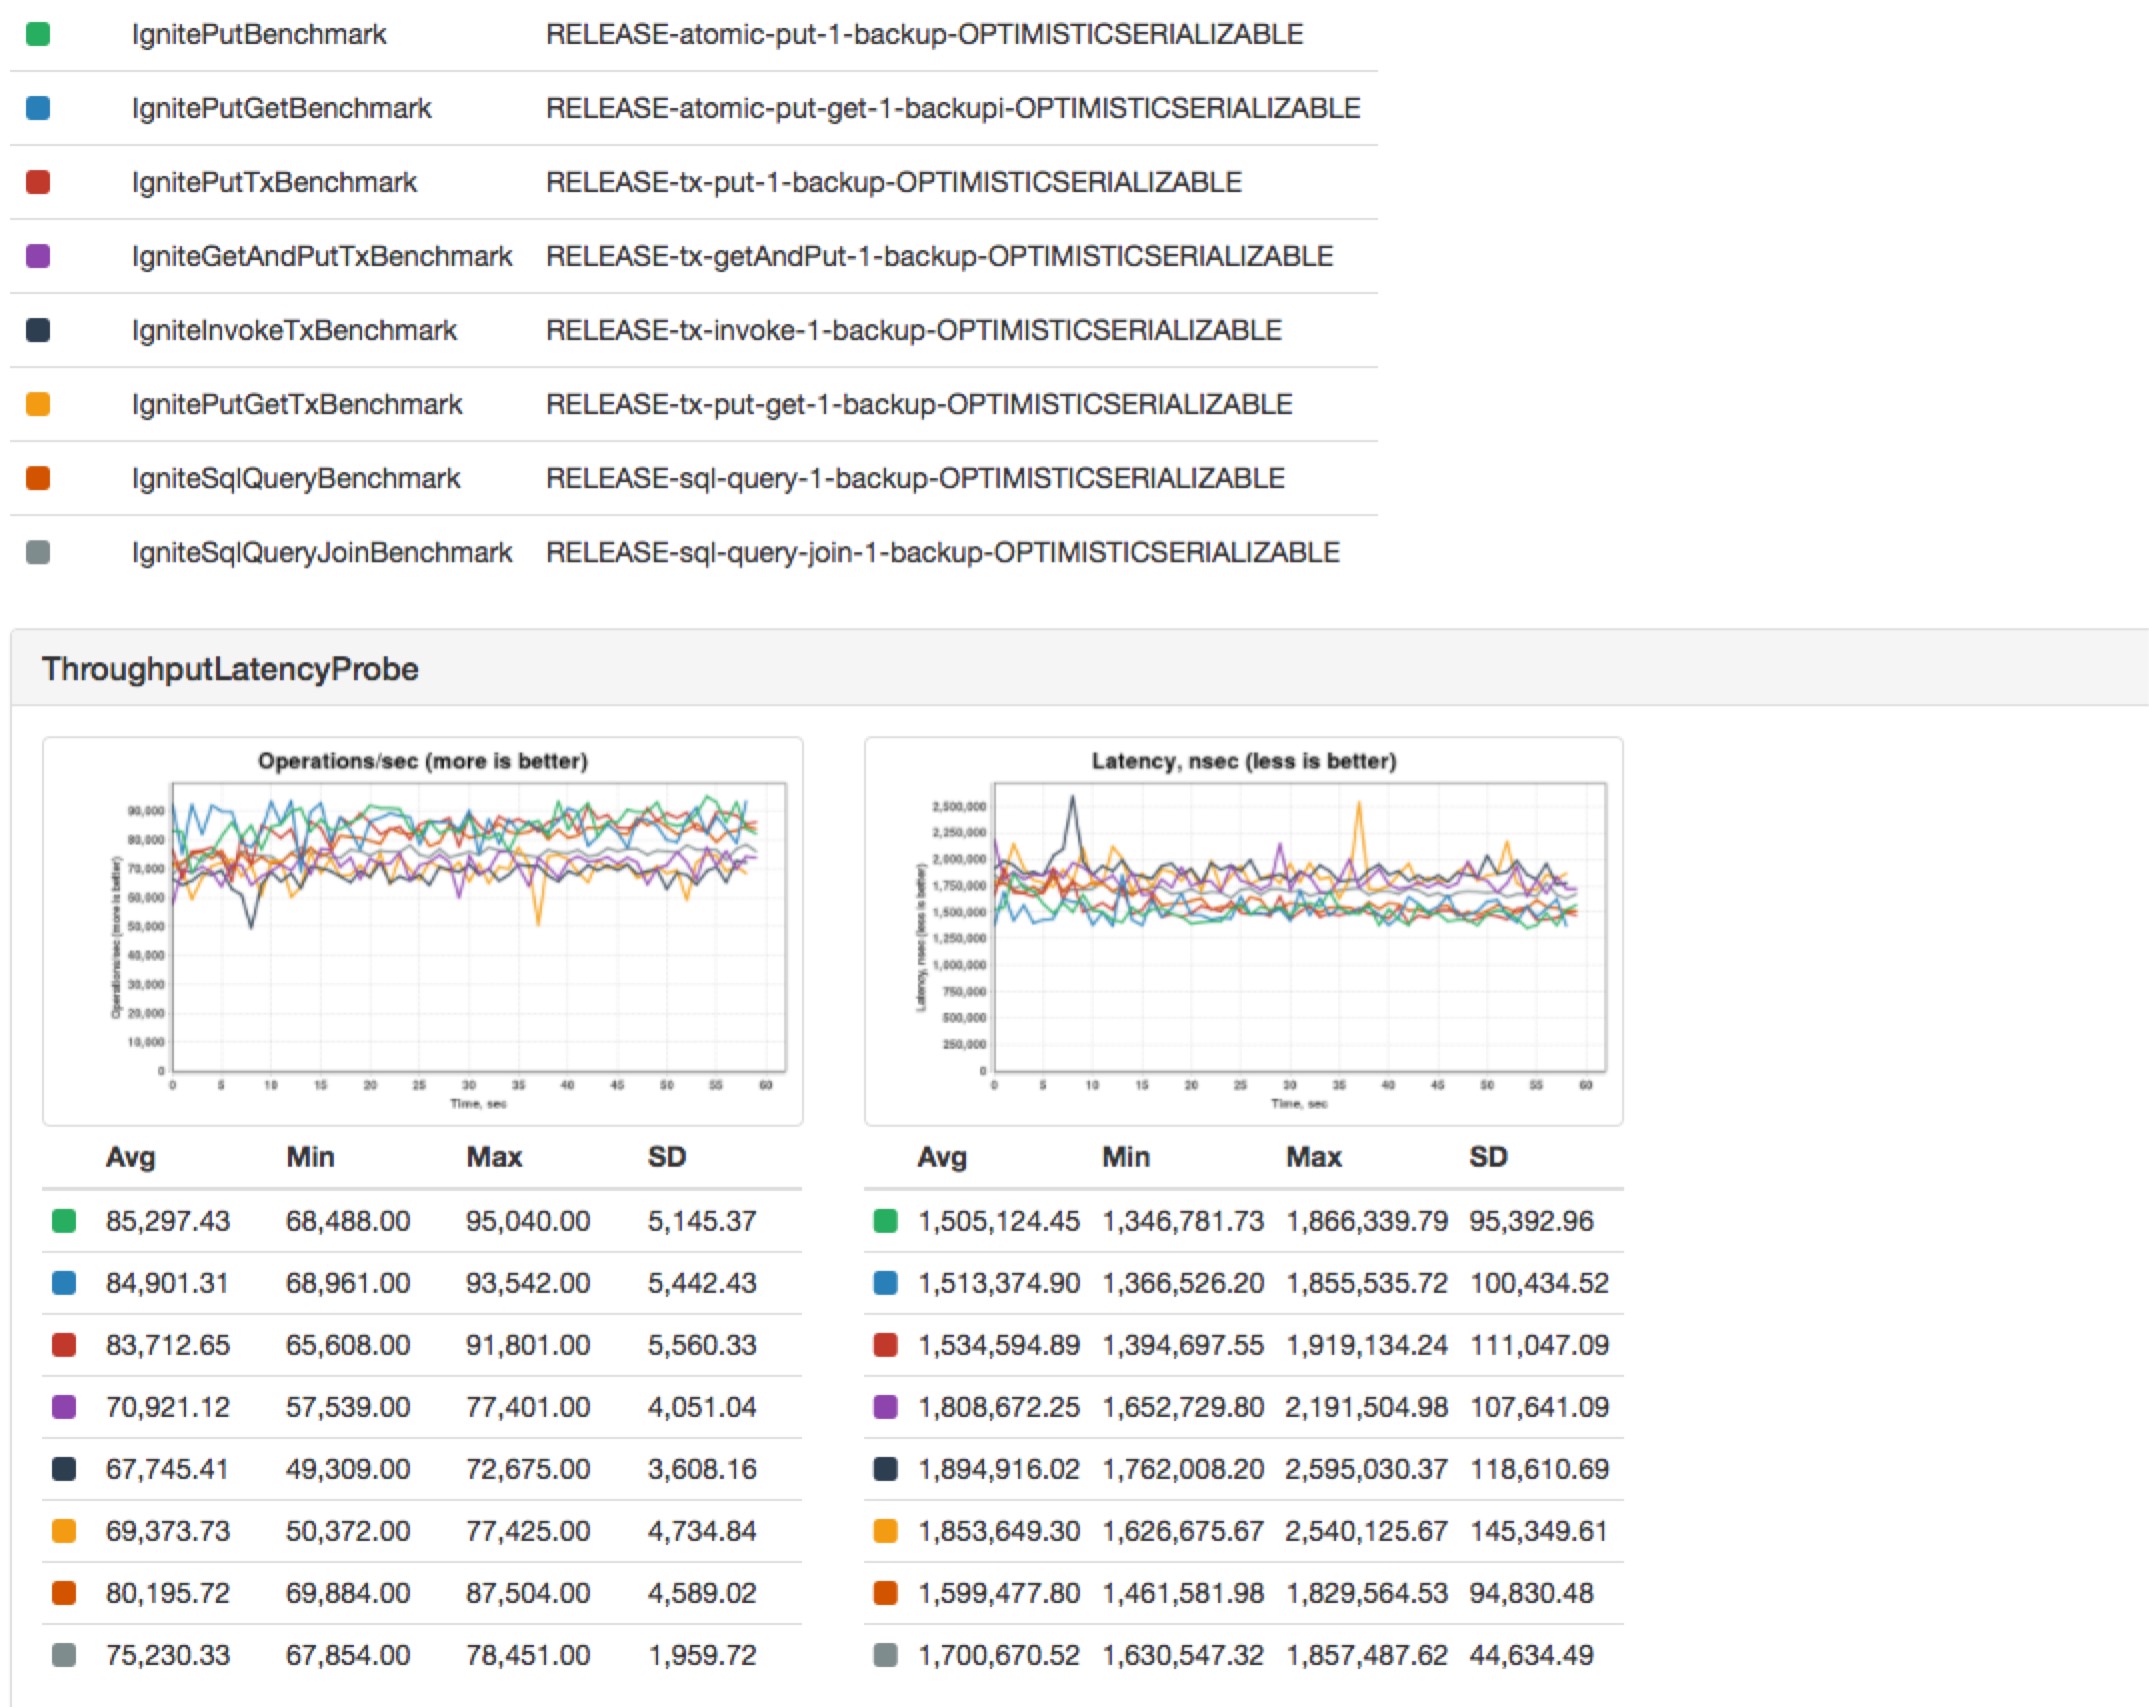 IgnitePutBenchmark RELEASE-atomic-put-1-backup-OPTIMISTICSERIALIZABLE
IgnitePutGetBenchmark RELEASE-atomic-put-get-1-backupi-OPTIMISTICSERIALIZABLE
IgnitePutTxBenchmark RELEASE-tx-put-1-backup-OPTIMISTICSERIALIZABLE
IgniteGetAndPutTxBenchmark RELEASE-tx-getAndPut-1-backup-OPTIMISTICSERIALIZABLE
IgniteInvokeTxBenchmark RELEASE-tx-invoke-1-backup-OPTIMISTICSERIALIZABLE
IgnitePutGetTxBenchmark RELEASE-tx-put-get-1-backup-OPTIMISTICSERIALIZABLE
IgniteSqlQueryBenchmark RELEASE-sql-query-1-backup-OPTIMISTICSERIALIZABLE
IgniteSqlQueryJoinBenchmark RELEASE-sql-query-join-1-backup-OPTIMISTICSERIALIZABLE
ThroughputLatencyProbe
Operations/sec (more is better)
Operations/sec (more is better)
90,000
80,000
70,000
60,000
50,000
40,000
30,000
20,000
10,000
0
0 5 10 15 20 25 30 35 40 45 50 55 60
Time, sec
Latency, nsec (less is better)
Latency, nsec (less is better)
2,500,000
2,250,000
2,000,000
1,750,000
1,500,000
1,250,000
1,000,000
750,000
500,000
250,000
0
0 5 10 15 20 25 30 35 40 45 50 55 60
Time, sec
Avg Min Max SD
85,297.43 68,488.00 95,040.00 5,145.37
84,901.31 68,961.00 93,542.00 5,442.43
83,712.65 65,608.00 91,801.00 5,560.33
70,921.12 57,539.00 77,401.00 4,051.04
67,745.41 49,309.00 72,675.00 3,608.16
69,373.73 50,372.00 77,425.00 4,734.84
80,195.72 69,884.00 87,504.00 4,589.02
75,230.33 67,854.00 78,451.00 1,959.72
Avg Min Max SD
1,505,124.45 1,346,781.73 1,866,339.79 95,392.96
1,513,374.90 1,366,526.20 1,855,535.72 100,434.52
1,534,594.89 1,394,697.55 1,919,134.24 111,047.09
1,808,672.25 1,652,729.80 2,191,504.98 107,641.09
1,894,916.02 1,762,008.20 2,595,030.37 118,610.69
1,853,649.30 1,626,675.67 2,540,125.67 145,349.61
1,599,477.80 1,461,581.98 1,829,564.53 94,830.48
1,700,670.52 1,630,547.32 1,857,487.62 44,634.49